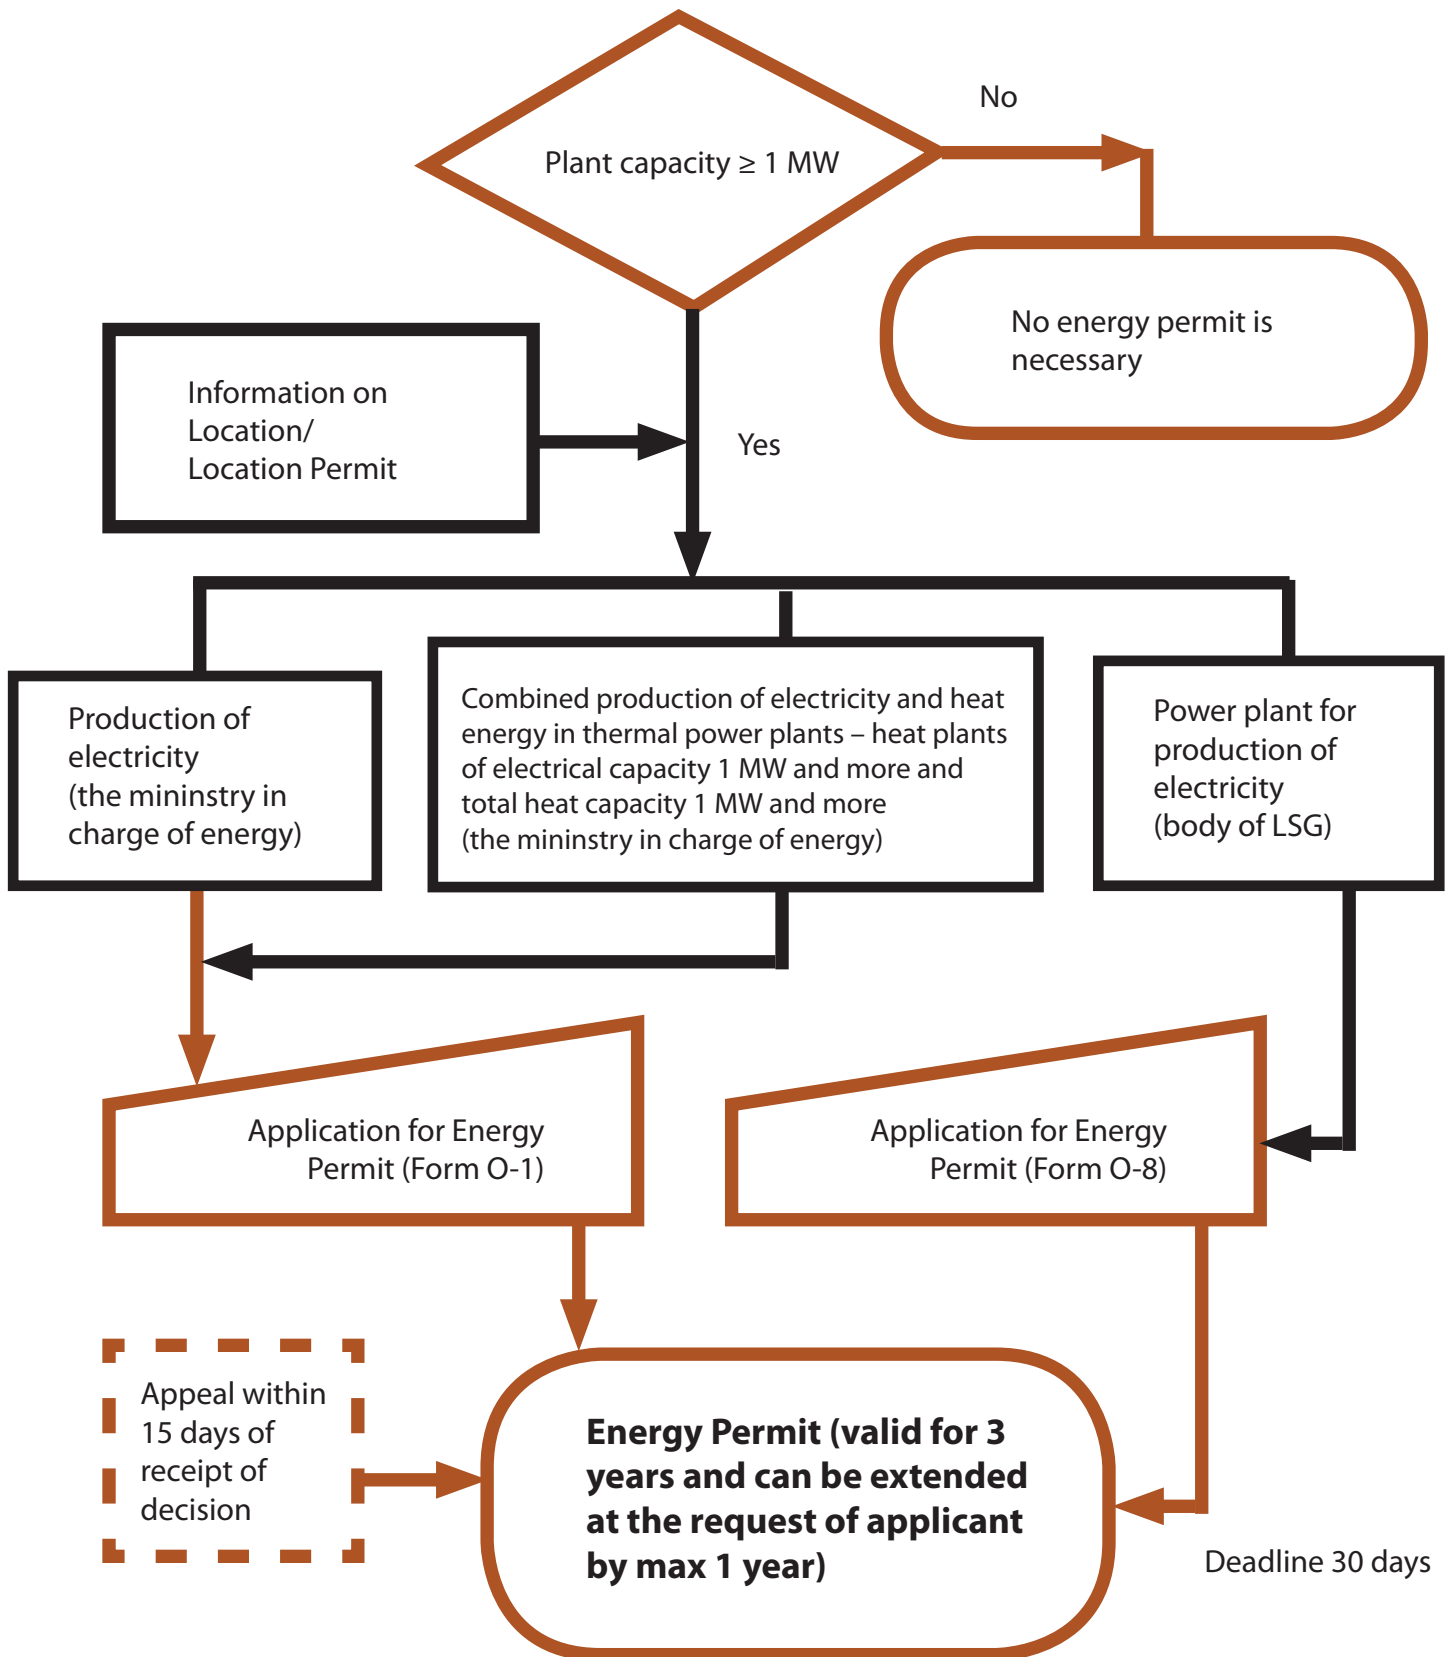 No
Plant capacity ≥ 1 MW
No energy permit is
necessary
Information on
Location/
Location Permit
Yes
Production of
electricity
(the mininstry in
charge of energy)
Combined production of electricity and heat
energy in thermal power plants – heat plants
of electrical capacity 1 MW and more and
total heat capacity 1 MW and more
(the mininstry in charge of energy)
Power plant for
production of
electricity
(body of LSG)
Application for Energy
Permit (Form O-1)
Application for Energy
Permit (Form O-8)
Appeal within
15 days of
receipt of
decision
Energy Permit (valid for 3
years and can be extended
at the request of applicant
by max 1 year)
Deadline 30 days